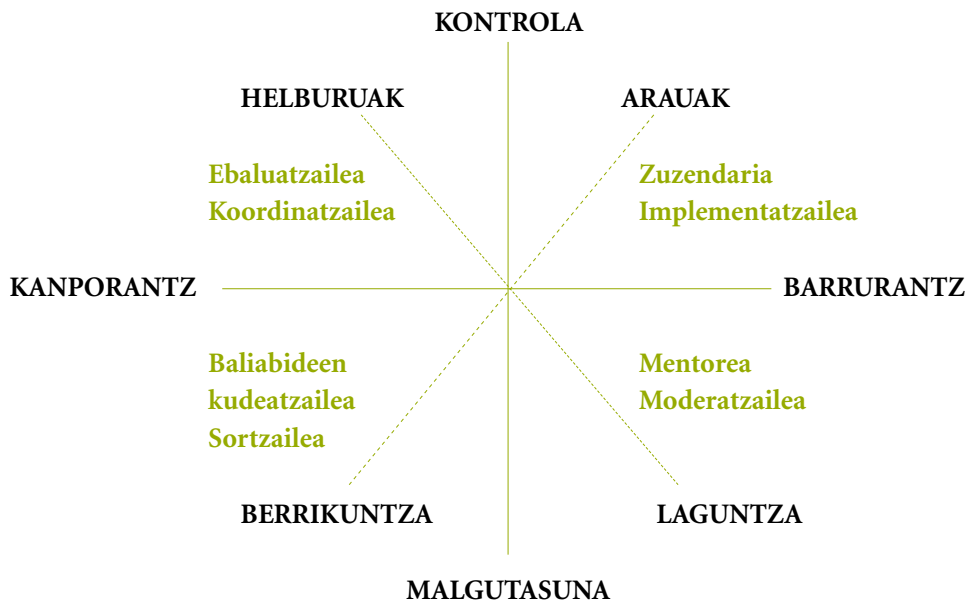 KONTROLA
HELBURUAK
ARAUAK
Ebaluatzailea
Koordinatzailea
Zuzendaria
Implementatzailea
KANPORANTZ
BARRURANTZ
Baliabideen
kudeatzailea
Sortzailea
Mentorea
Moderatzailea
BERRIKUNTZA
LAGUNTZA
MALGUTASUNA